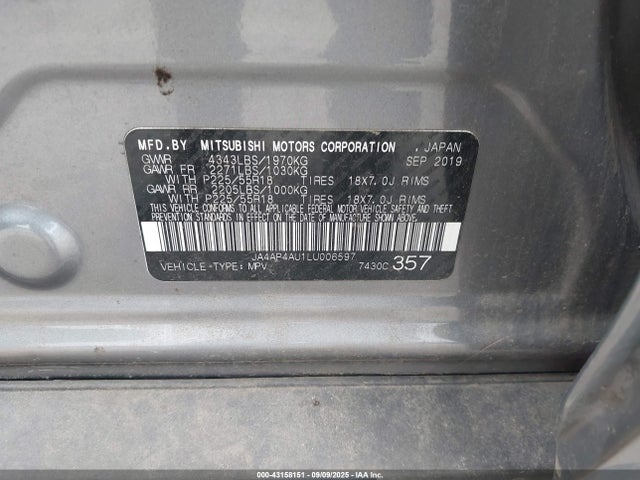 MFD.BY MITSUBISHI MOTORS CORPORATION . JAPAN
GVWR 4343LBS/1970KG SEP 2019
GAWR FR 2271LBS/1030KG
WITH P225/55R18 TIRES 18X7.0J RIMS
GAWR RR 2205LBS/1000KG
WITH P225/55R18 TIRES 18X7.0J RIMS
THIS VEHICLE CONFORMS TO ALL APPLICABLE FEDERAL MOTOR VEHICLE SAFETY AND
THEFT PREVENTION STANDARDS IN EFFECT ON THE DATE OF MANUFACTURE SHOWN ABOVE.
JA4AP4AU1LU006597
VEHICLE-TYPE: MPV 7430C 357
000-43158151 - 09/09/2025 - IAAI.COM